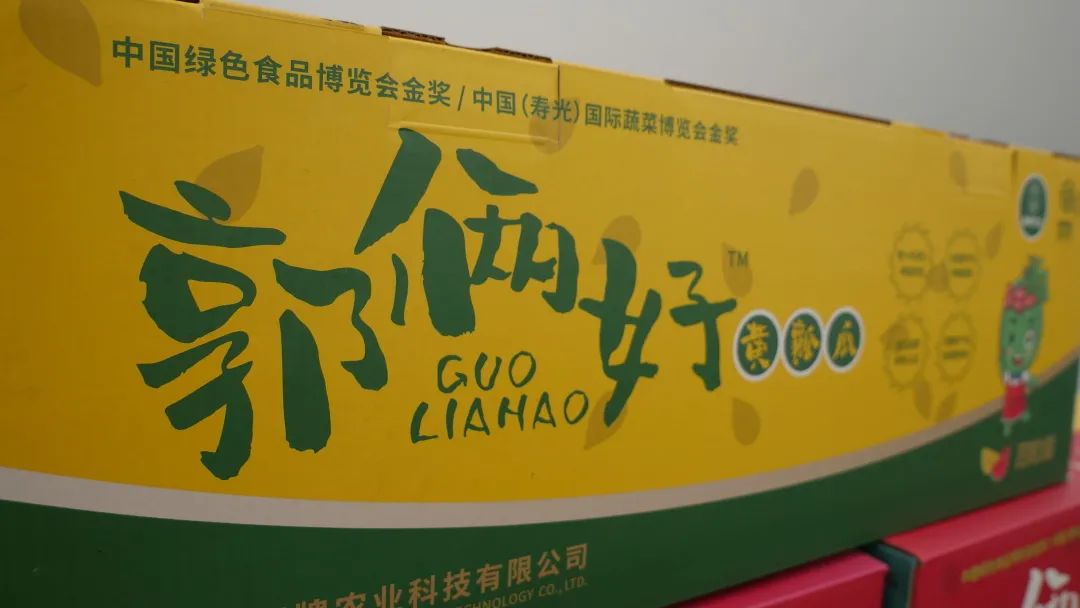 中国绿色食品博览会金奖 / 中国(寿光)国际蔬菜博览会金奖
郭俩好™
GUO
LIAHAO
黄瓤瓜
牌农业科技有限公司
TECHNOLOGY CO., LTD.